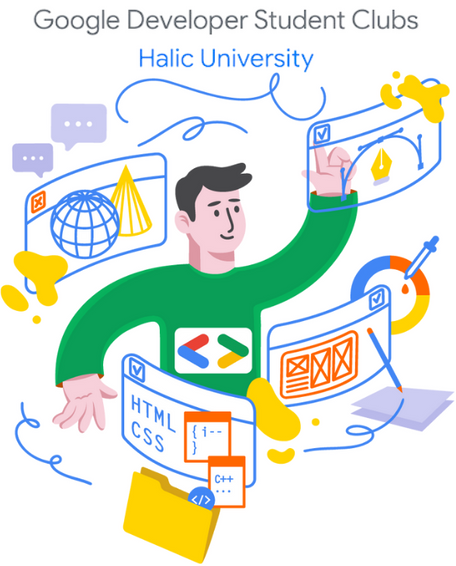 Google Developer Student Clubs
Halic University
HTML
CSS
{ i--
}
C++
...
</>